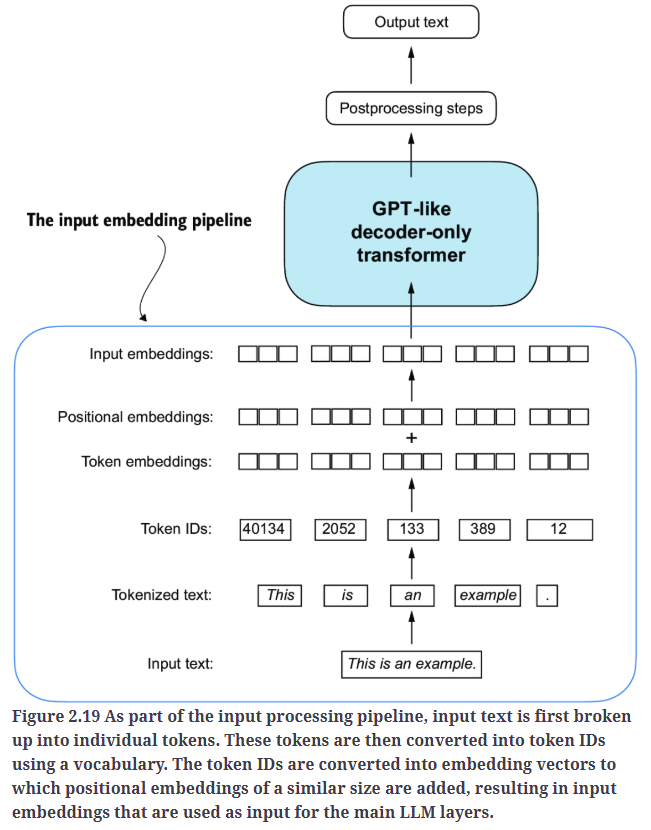 Output text
Postprocessing steps
GPT-like
decoder-only
transformer
The input embedding pipeline
Input embeddings:
Positional embeddings:
+
Token embeddings:
Token IDs: 40134 2052 133 389 12
Tokenized text: This is an example .
Input text: This is an example.
Figure 2.19 As part of the input processing pipeline, input text is first broken
up into individual tokens. These tokens are then converted into token IDs
using a vocabulary. The token IDs are converted into embedding vectors to
which positional embeddings of a similar size are added, resulting in input
embeddings that are used as input for the main LLM layers.